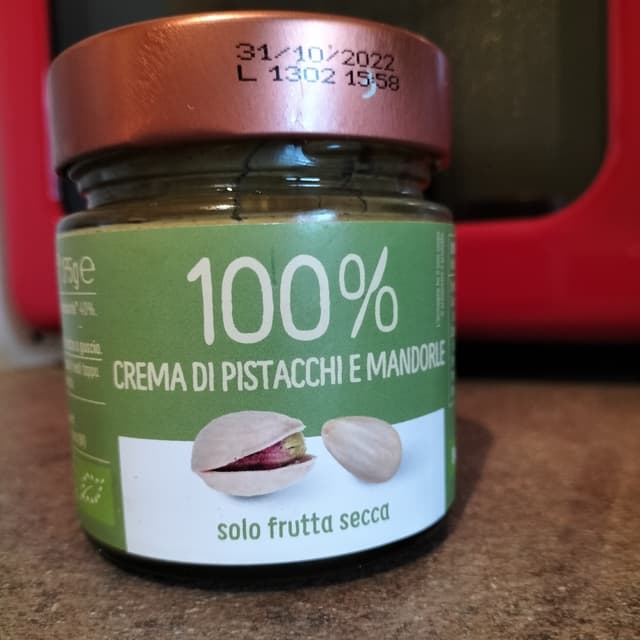 31/10/2022
L 1302 15:58
100%
CREMA DI PISTACCHI E MANDORLE
solo frutta secca